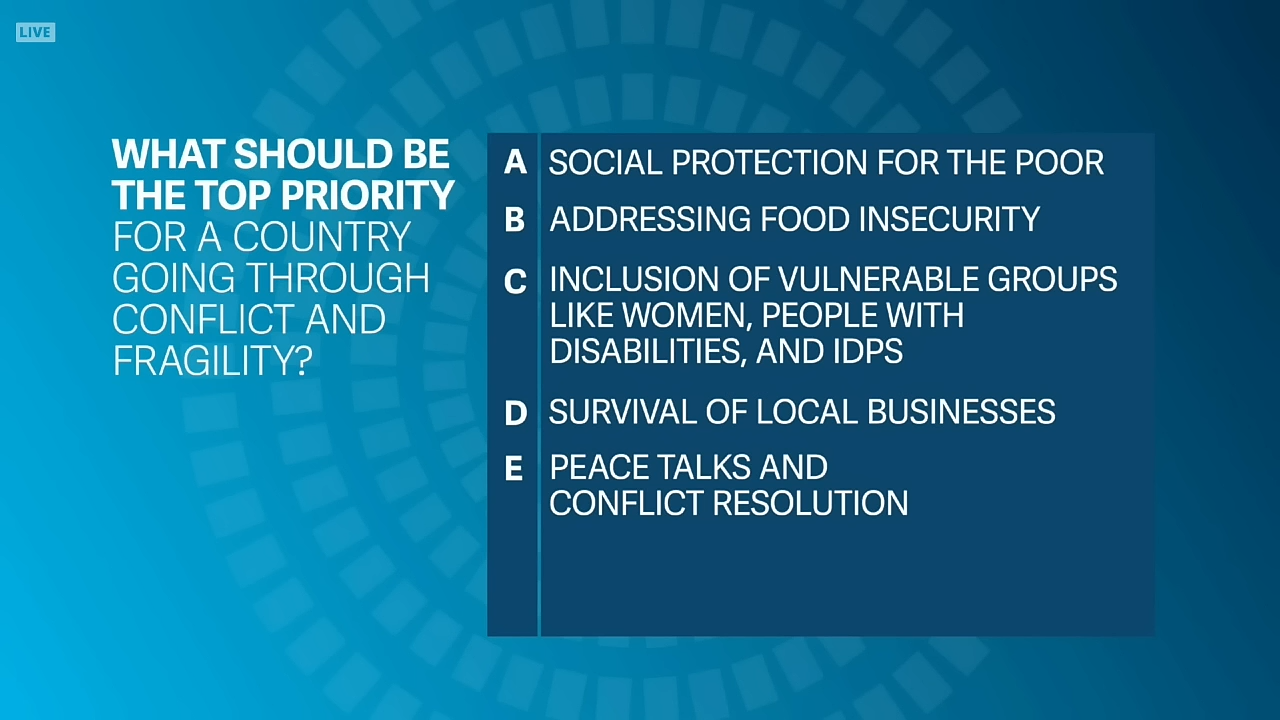 LIVE
WHAT SHOULD BE
THE TOP PRIORITY
FOR A COUNTRY
GOING THROUGH
CONFLICT AND
FRAGILITY?
A SOCIAL PROTECTION FOR THE POOR
B ADDRESSING FOOD INSECURITY
C INCLUSION OF VULNERABLE GROUPS
LIKE WOMEN, PEOPLE WITH
DISABILITIES, AND IDPS
D SURVIVAL OF LOCAL BUSINESSES
E PEACE TALKS AND
CONFLICT RESOLUTION